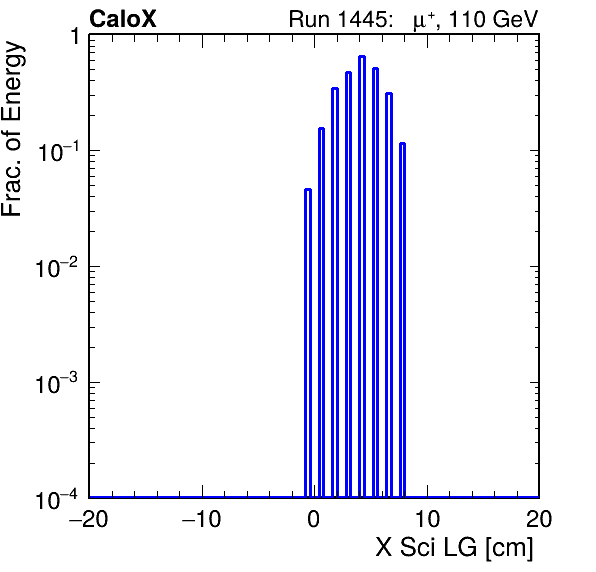 CaloX Run 1445: μ⁺, 110 GeV
Frac. of Energy
1
10⁻¹
10⁻²
10⁻³
10⁻⁴
−20 −10 0 10 20
X Sci LG [cm]